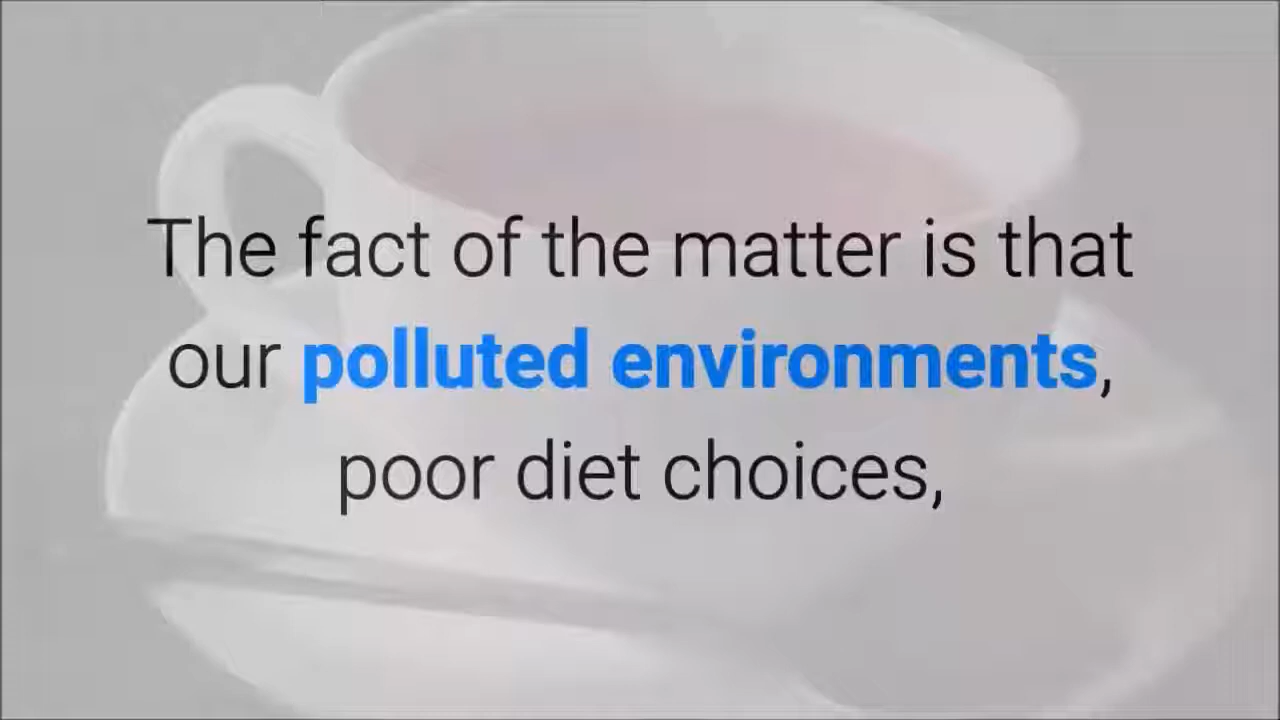 The fact of the matter is that
our polluted environments,
poor diet choices,